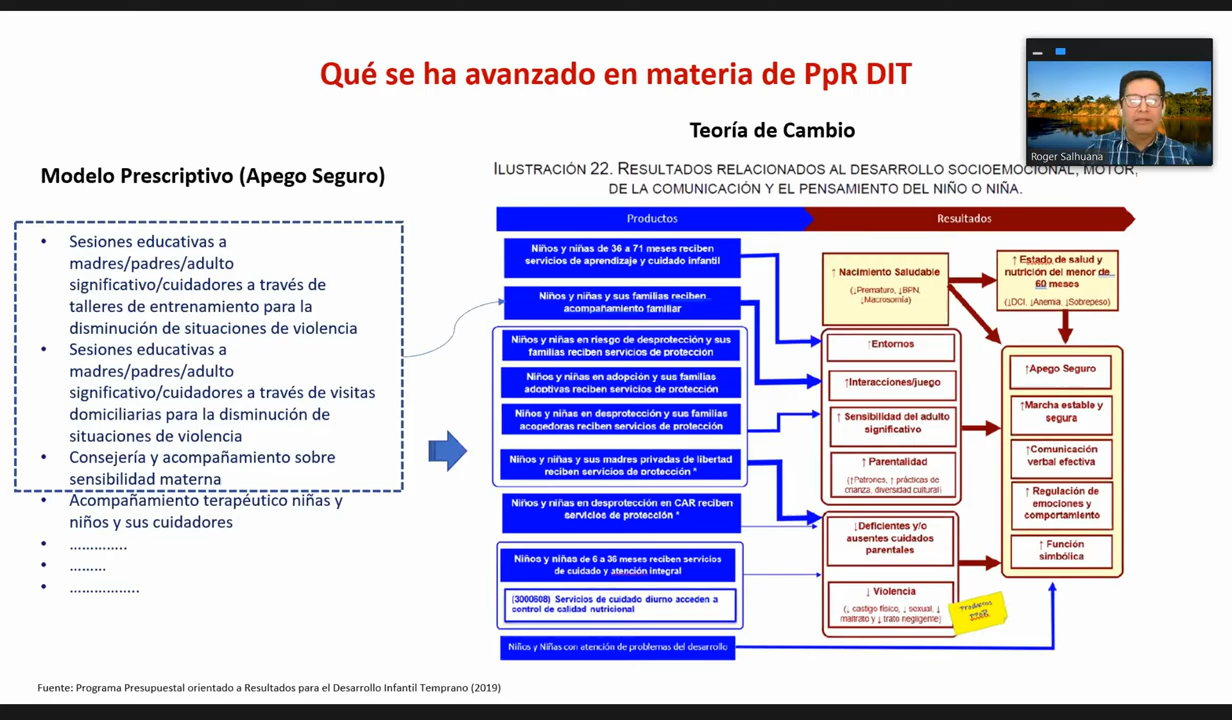 Qué se ha avanzado en materia de PpR DIT
Roger Salhuana
Teoría de Cambio
Modelo Prescriptivo (Apego Seguro)
• Sesiones educativas a
madres/padres/adulto
significativo/cuidadores a través de
talleres de entrenamiento para la
disminución de situaciones de violencia
• Sesiones educativas a
madres/padres/adulto
significativo/cuidadores a través de visitas
domiciliarias para la disminución de
situaciones de violencia
• Consejería y acompañamiento sobre
sensibilidad materna
• Acompañamiento terapéutico niñas y
niños y sus cuidadores
• …………..
• ………
• ……………..
ILUSTRACIÓN 22. RESULTADOS RELACIONADOS AL DESARROLLO SOCIOEMOCIONAL, MOTOR,
DE LA COMUNICACIÓN Y EL PENSAMIENTO DEL NIÑO O NIÑA.
Productos
Resultados
Niños y niñas de 36 a 71 meses reciben
servicios de aprendizaje y cuidado infantil
Niños y niñas y sus familias reciben
acompañamiento familiar
Niños y niñas en riesgo de desprotección y sus
familias reciben servicios de protección
Niños y niñas en adopción y sus familias
adoptivas reciben servicios de protección
Niños y niñas en desprotección y sus familias
acogedoras reciben servicios de protección
Niños y niñas y sus madres privadas de libertad
reciben servicios de protección *
Niños y niñas en desprotección en CAR reciben
servicios de protección *
Niños y niñas de 6 a 36 meses reciben servicios
de cuidado y atención integral
(3000608) Servicios de cuidado diurno acceden a
control de calidad nutricional
Niños y Niñas con atención de problemas del desarrollo
↑ Nacimiento Saludable
(↓Prematuro, ↓BPN,
↓Macrosomía)
↑Entornos
↑Interacciones/juego
↑ Sensibilidad del adulto
significativo
↑ Parentalidad
(↑Patrones, ↑ prácticas de
crianza, diversidad cultural)
↓Deficientes y/o
ausentes cuidados
parentales
↓ Violencia
(↓ castigo físico, ↓ sexual, ↓
maltrato y ↓ trato negligente)
Productos
PPoR
↑ Estado de salud y
nutrición del menor de
60 meses
(↓DCI, ↓Anemia, ↓Sobrepeso)
↑Apego Seguro
↑Marcha estable y
segura
↑Comunicación
verbal efectiva
↑ Regulación de
emociones y
comportamiento
↑ Función
simbólica
Fuente: Programa Presupuestal orientado a Resultados para el Desarrollo Infantil Temprano (2019)